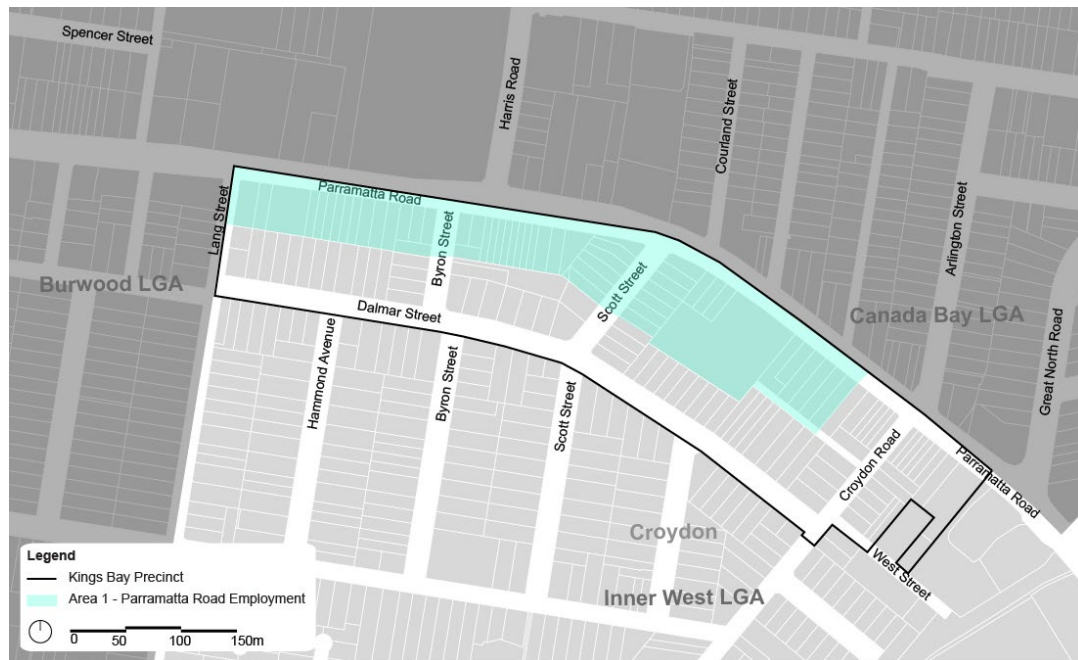 Spencer Street
Harris Road
Courland Street
Parramatta Road
Lang Street
Byron Street
Arlington Street
Scott Street
Burwood LGA
Dalmar Street
Canada Bay LGA
Great North Road
Hammond Avenue
Byron Street
Scott Street
Croydon Road
Parramatta Road
Croydon
West Street
Inner West LGA
Legend
Kings Bay Precinct
Area 1 - Parramatta Road Employment
0 50 100 150m